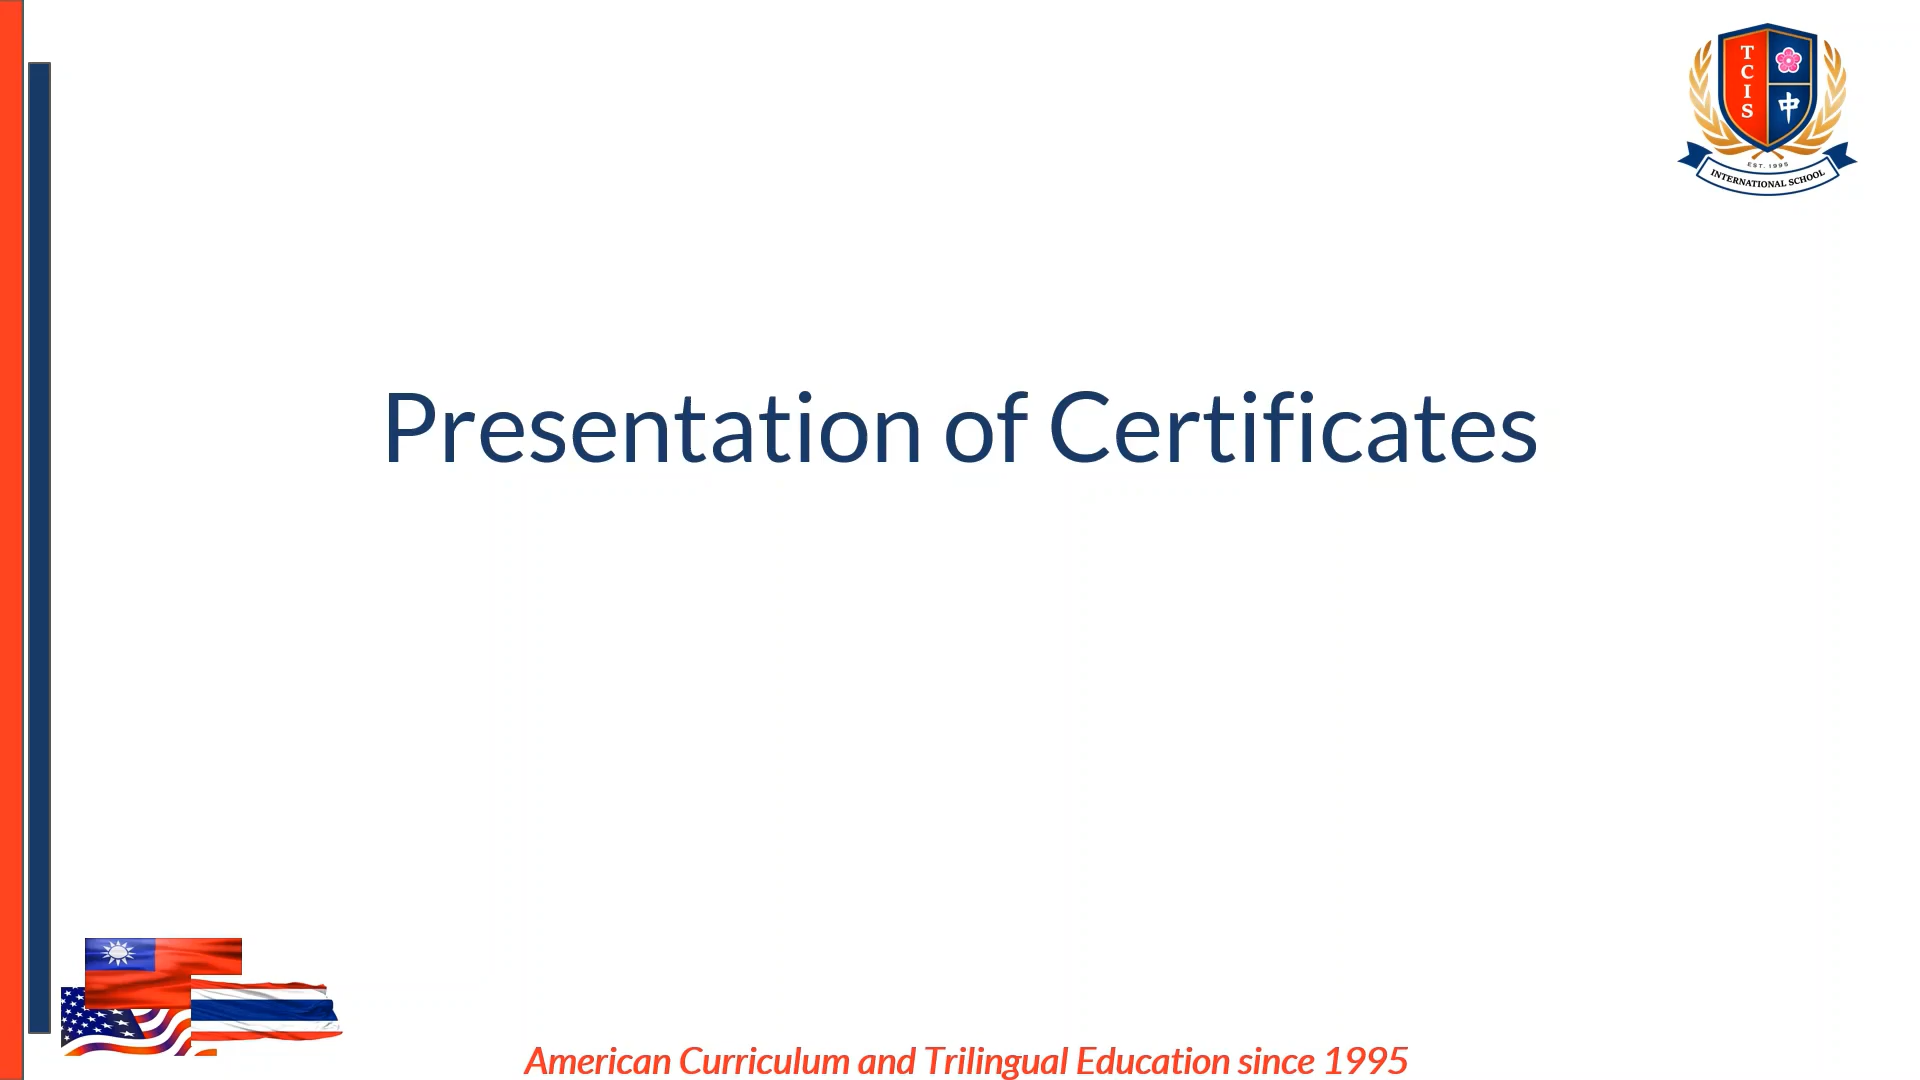 T
C
I
S
中
EST. 1995
INTERNATIONAL SCHOOL
Presentation of Certificates
American Curriculum and Trilingual Education since 1995